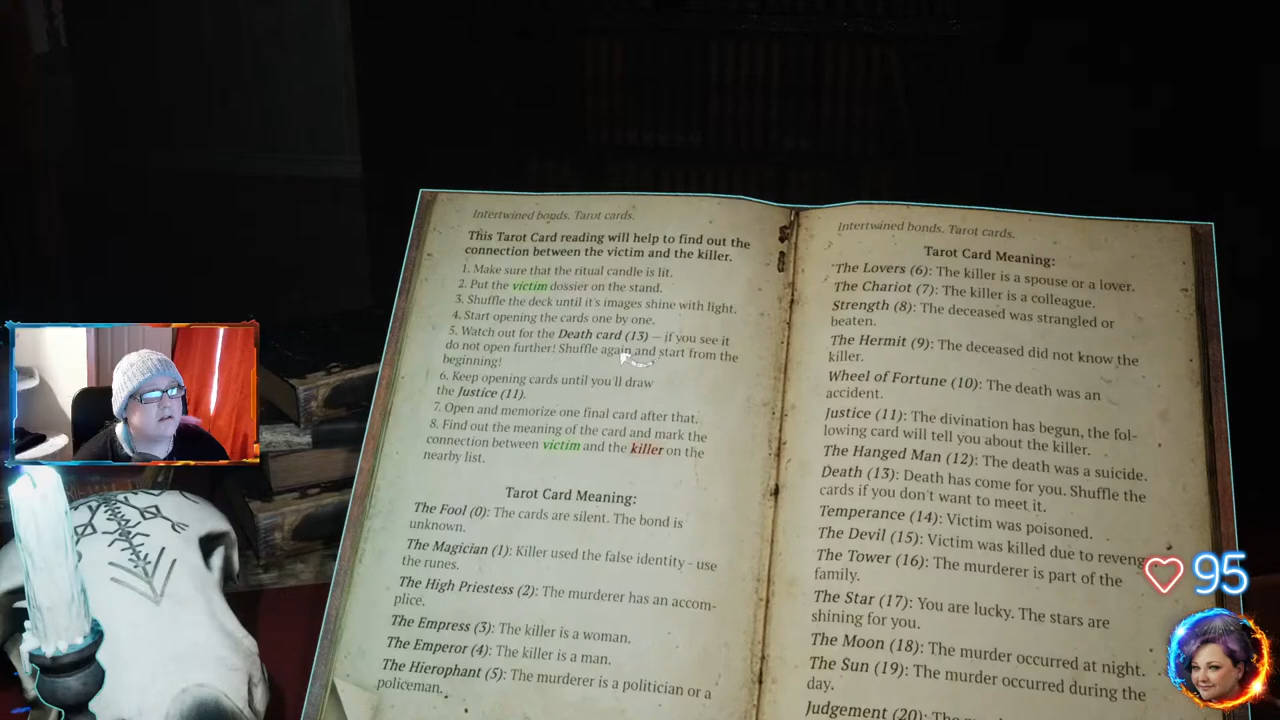 Intertwined bonds. Tarot cards.
This Tarot Card reading will help to find out the
connection between the victim and the killer.
1. Make sure that the ritual candle is lit.
2. Put the victim dossier on the stand.
3. Shuffle the deck until it's images shine with light.
4. Start opening the cards one by one.
5. Watch out for the Death card (13) – if you see it
do not open further! Shuffle again and start from the
beginning!
6. Keep opening cards until you'll draw
the Justice (11).
7. Open and memorize one final card after that.
8. Find out the meaning of the card and mark the
connection between victim and the killer on the
nearby list.
Tarot Card Meaning:
The Fool (0): The cards are silent. The bond is
unknown.
The Magician (1): Killer used the false identity - use
the runes.
The High Priestess (2): The murderer has an accom-
plice.
The Empress (3): The killer is a woman.
The Emperor (4): The killer is a man.
The Hierophant (5): The murderer is a politician or a
policeman.
Intertwined bonds. Tarot cards.
Tarot Card Meaning:
The Lovers (6): The killer is a spouse or a lover.
The Chariot (7): The killer is a colleague.
Strength (8): The deceased was strangled or
beaten.
The Hermit (9): The deceased did not know the
killer.
Wheel of Fortune (10): The death was an
accident.
Justice (11): The divination has begun, the fol-
lowing card will tell you about the killer.
The Hanged Man (12): The death was a suicide.
Death (13): Death has come for you. Shuffle the
cards if you don't want to meet it.
Temperance (14): Victim was poisoned.
The Devil (15): Victim was killed due to reveng
The Tower (16): The murderer is part of the
family.
The Star (17): You are lucky. The stars are
shining for you.
The Moon (18): The murder occurred at night.
The Sun (19): The murder occurred during the
day.
Judgement (20): The
95